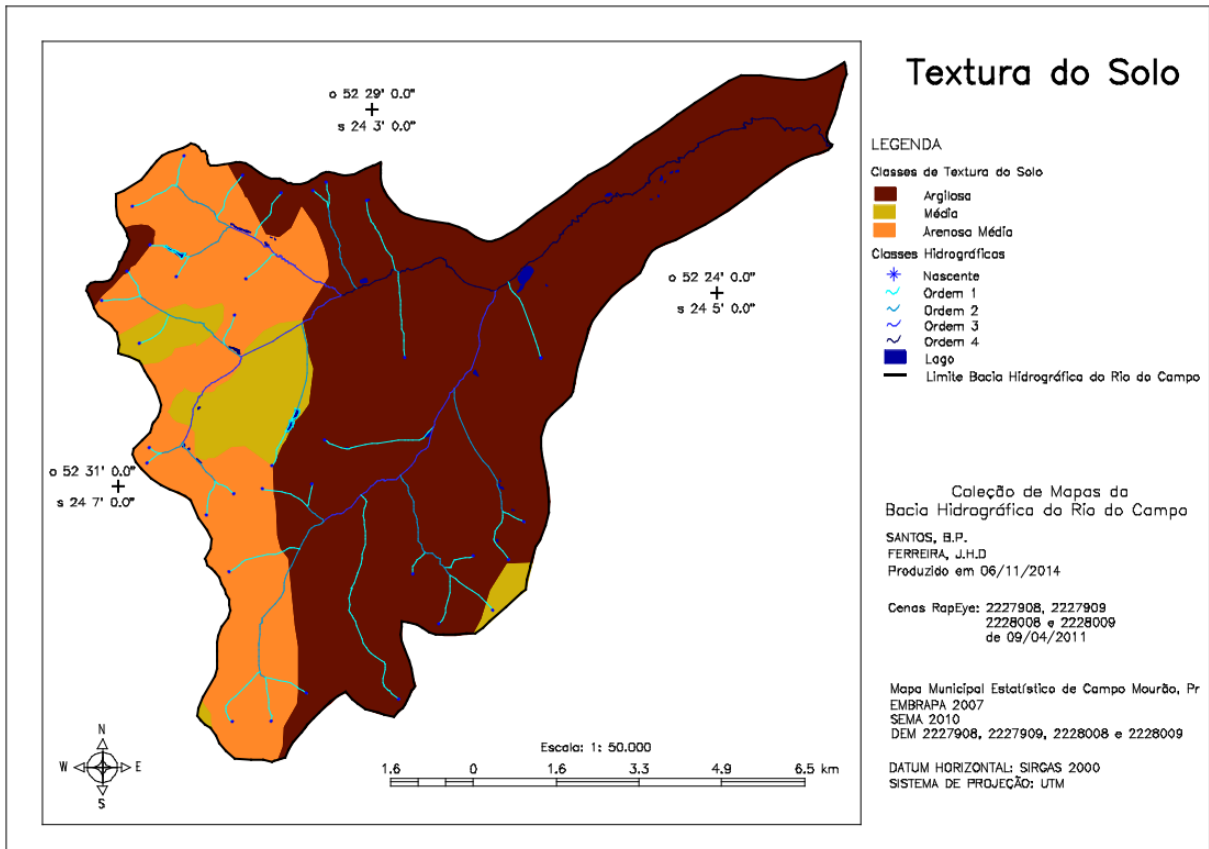 Textura do Solo
o 52 29' 0.0"
s 24 3' 0.0"
o 52 24' 0.0"
s 24 5' 0.0"
o 52 31' 0.0"
s 24 7' 0.0"
LEGENDA
Classes de Textura do Solo
Argilosa
Média
Arenosa Média
Classes Hidrográficas
Nascente
Ordem 1
Ordem 2
Ordem 3
Ordem 4
Lago
Limite Bacia Hidrográfica do Rio do Campo
Coleção de Mapas da
Bacia Hidrográfica do Rio do Campo
SANTOS, B.P.
FERREIRA, J.H.D
Produzido em 06/11/2014
Cenas RapEye: 2227908, 2227909
2228008 e 2228009
de 09/04/2011
Mapa Municipal Estatístico de Campo Mourão, Pr
EMBRAPA 2007
SEMA 2010
DEM 2227908, 2227909, 2228008 e 2228009
DATUM HORIZONTAL: SIRGAS 2000
SISTEMA DE PROJEÇÃO: UTM
N
W E
S
Escala: 1: 50.000
1.6 0 1.6 3.3 4.9 6.5 km